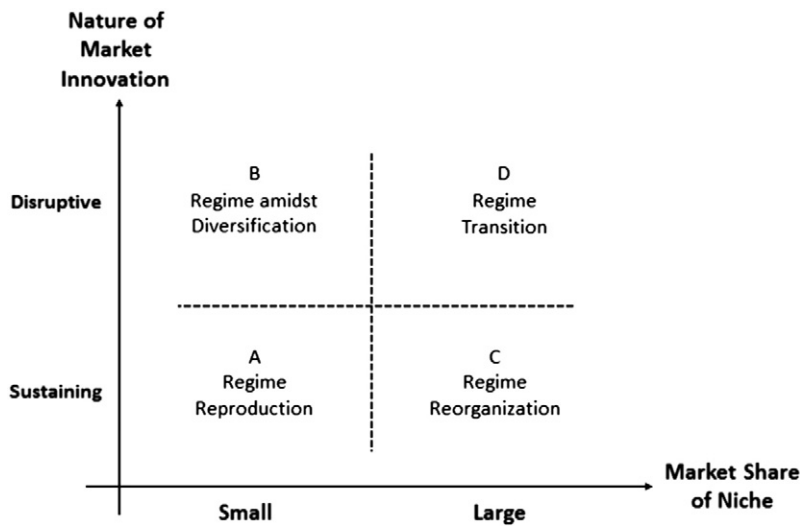 Nature of
Market
Innovation
Disruptive
B
Regime amidst
Diversification
D
Regime
Transition
Sustaining
A
Regime
Reproduction
C
Regime
Reorganization
Market Share
of Niche
Small
Large